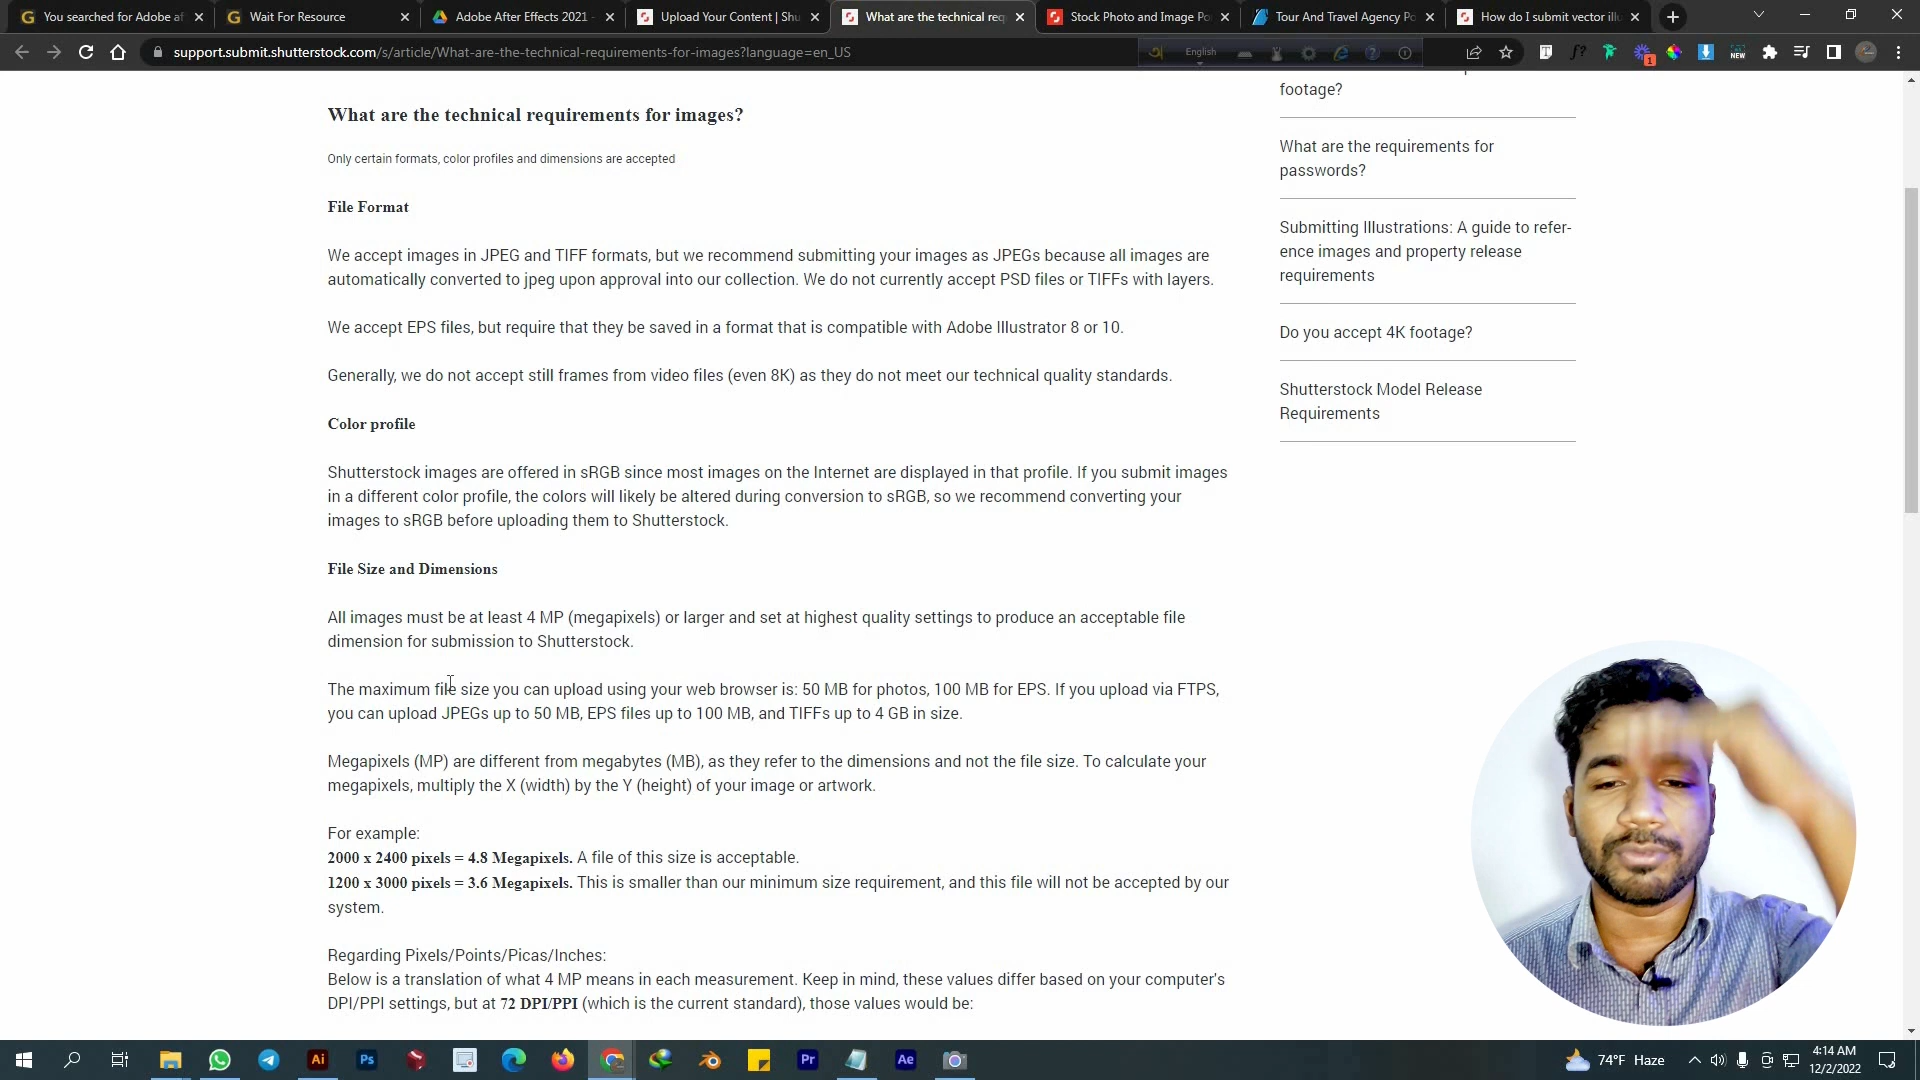 You searched for Adobe af
Wait For Resource
Adobe After Effects 2021 -
Upload Your Content | Shu
What are the technical req
Stock Photo and Image Po
Tour And Travel Agency Po
How do I submit vector illu
support.submit.shutterstock.com/s/article/What-are-the-technical-requirements-for-images?language=en_US
English
NEW
1
What are the technical requirements for images?
Only certain formats, color profiles and dimensions are accepted
File Format
We accept images in JPEG and TIFF formats, but we recommend submitting your images as JPEGs because all images are
automatically converted to jpeg upon approval into our collection. We do not currently accept PSD files or TIFFs with layers.
We accept EPS files, but require that they be saved in a format that is compatible with Adobe Illustrator 8 or 10.
Generally, we do not accept still frames from video files (even 8K) as they do not meet our technical quality standards.
Color profile
Shutterstock images are offered in sRGB since most images on the Internet are displayed in that profile. If you submit images
in a different color profile, the colors will likely be altered during conversion to sRGB, so we recommend converting your
images to sRGB before uploading them to Shutterstock.
File Size and Dimensions
All images must be at least 4 MP (megapixels) or larger and set at highest quality settings to produce an acceptable file
dimension for submission to Shutterstock.
The maximum file size you can upload using your web browser is: 50 MB for photos, 100 MB for EPS. If you upload via FTPS,
you can upload JPEGs up to 50 MB, EPS files up to 100 MB, and TIFFs up to 4 GB in size.
Megapixels (MP) are different from megabytes (MB), as they refer to the dimensions and not the file size. To calculate your
megapixels, multiply the X (width) by the Y (height) of your image or artwork.
For example:
2000 x 2400 pixels = 4.8 Megapixels. A file of this size is acceptable.
1200 x 3000 pixels = 3.6 Megapixels. This is smaller than our minimum size requirement, and this file will not be accepted by our
system.
Regarding Pixels/Points/Picas/Inches:
Below is a translation of what 4 MP means in each measurement. Keep in mind, these values differ based on your computer's
DPI/PPI settings, but at 72 DPI/PPI (which is the current standard), those values would be:
footage?
What are the requirements for
passwords?
Submitting Illustrations: A guide to refer-
ence images and property release
requirements
Do you accept 4K footage?
Shutterstock Model Release
Requirements
Ai
Ps
Pr
Ae
74°F Haze
4:14 AM
12/2/2022